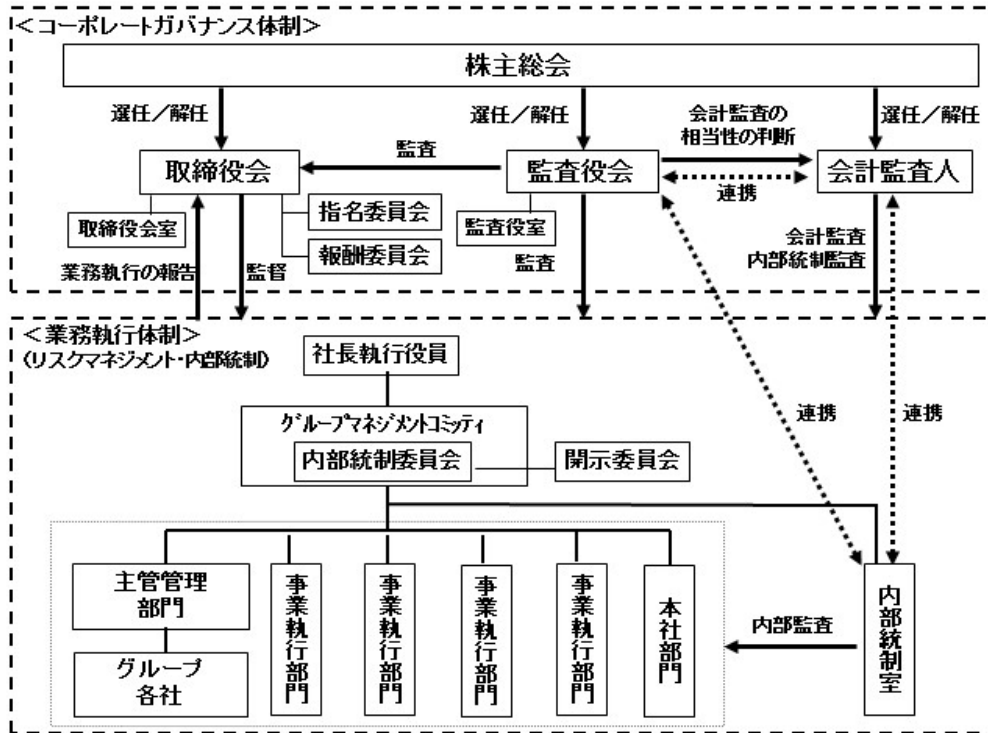 ＜コーポレートガバナンス体制＞
株主総会
選任／解任
選任／解任
会計監査の
相当性の判断
選任／解任
取締役会
監査
監査役会
連携
会計監査人
取締役会室
指名委員会
報酬委員会
監査役室
業務執行の報告
監督
監査
会計監査
内部統制監査
＜業務執行体制＞
（リスクマネジメント・内部統制）
社長執行役員
グループマネジメントコミッティ
内部統制委員会
開示委員会
連携
連携
主管管理
部門
グループ
各社
事業執行部門
事業執行部門
事業執行部門
事業執行部門
本社部門
内部監査
内部統制室